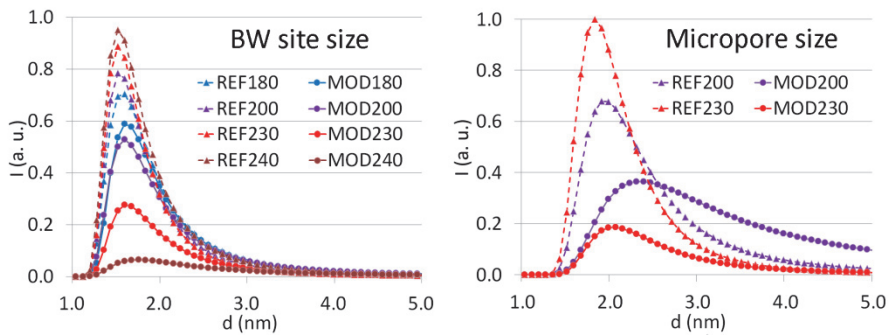 BW site size
REF180 MOD180
REF200 MOD200
REF230 MOD230
REF240 MOD240
I (a. u.)
1.0
0.8
0.6
0.4
0.2
0.0
1.0 2.0 3.0 4.0 5.0
d (nm)
Micropore size
REF200 MOD200
REF230 MOD230
I (a. u.)
1.0
0.8
0.6
0.4
0.2
0.0
1.0 2.0 3.0 4.0 5.0
d (nm)